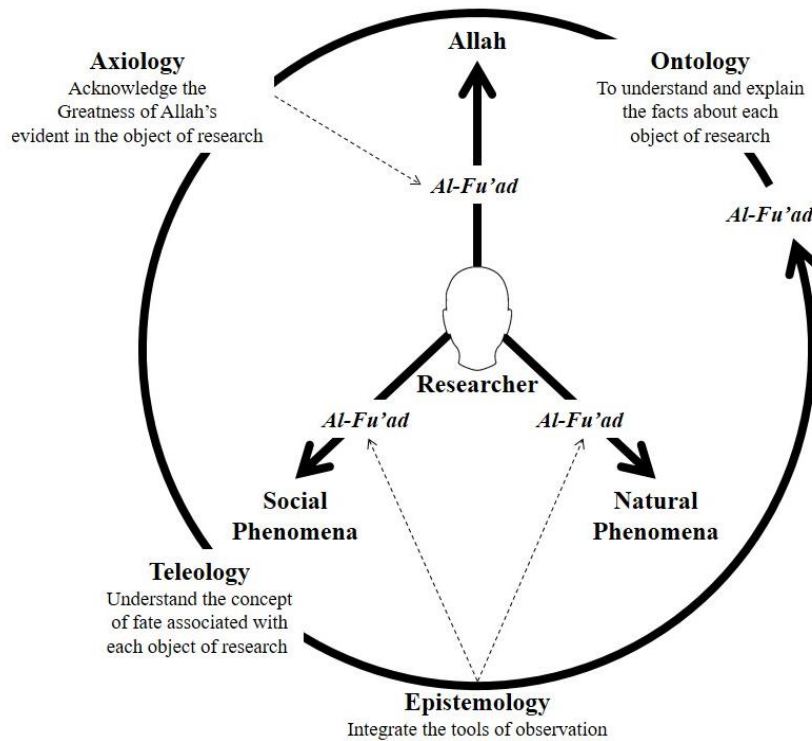 Allah
Axiology
Acknowledge the
Greatness of Allah's
evident in the object of research
Ontology
To understand and explain
the facts about each
object of research
Al-Fu'ad
Al-Fu'ad
Researcher
Al-Fu'ad
Al-Fu'ad
Social
Phenomena
Natural
Phenomena
Teleology
Understand the concept
of fate associated with
each object of research
Epistemology
Integrate the tools of observation